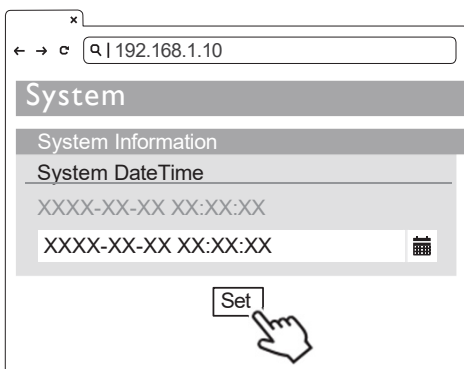 192.168.1.10
System
System Information
System DateTime
XXXX-XX-XX XX:XX:XX
XXXX-XX-XX XX:XX:XX
Set